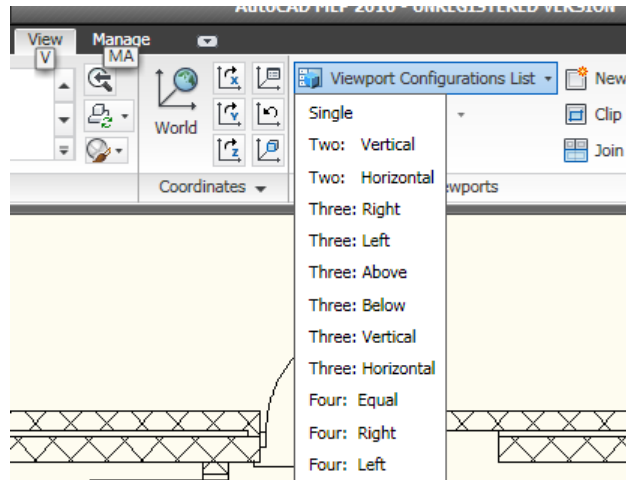 AutoCAD MEP 2010 - UNREGISTERED VERSION
View Manage
V MA
Viewport Configurations List New
World
Clip
Join
Coordinates ewports
Single
Two: Vertical
Two: Horizontal
Three: Right
Three: Left
Three: Above
Three: Below
Three: Vertical
Three: Horizontal
Four: Equal
Four: Right
Four: Left